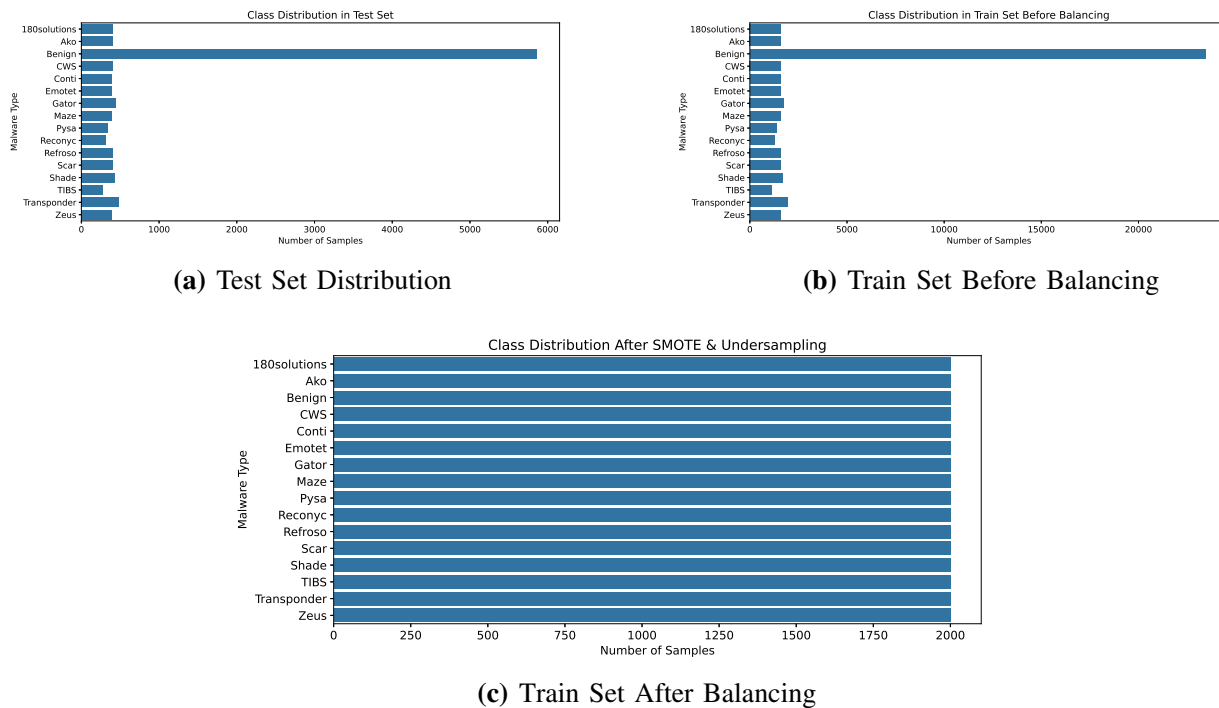 Class Distribution in Test Set
180solutions
Ako
Benign
CWS
Conti
Emotet
Gator
Maze
Pysa
Reconyc
Refroso
Scar
Shade
TIBS
Transponder
Zeus
Malware Type
0 1000 2000 3000 4000 5000 6000
Number of Samples
(a) Test Set Distribution
Class Distribution in Train Set Before Balancing
180solutions
Ako
Benign
CWS
Conti
Emotet
Gator
Maze
Pysa
Reconyc
Refroso
Scar
Shade
TIBS
Transponder
Zeus
Malware Type
0 5000 10000 15000 20000
Number of Samples
(b) Train Set Before Balancing
Class Distribution After SMOTE & Undersampling
180solutions
Ako
Benign
CWS
Conti
Emotet
Gator
Maze
Pysa
Reconyc
Refroso
Scar
Shade
TIBS
Transponder
Zeus
Malware Type
0 250 500 750 1000 1250 1500 1750 2000
Number of Samples
(c) Train Set After Balancing